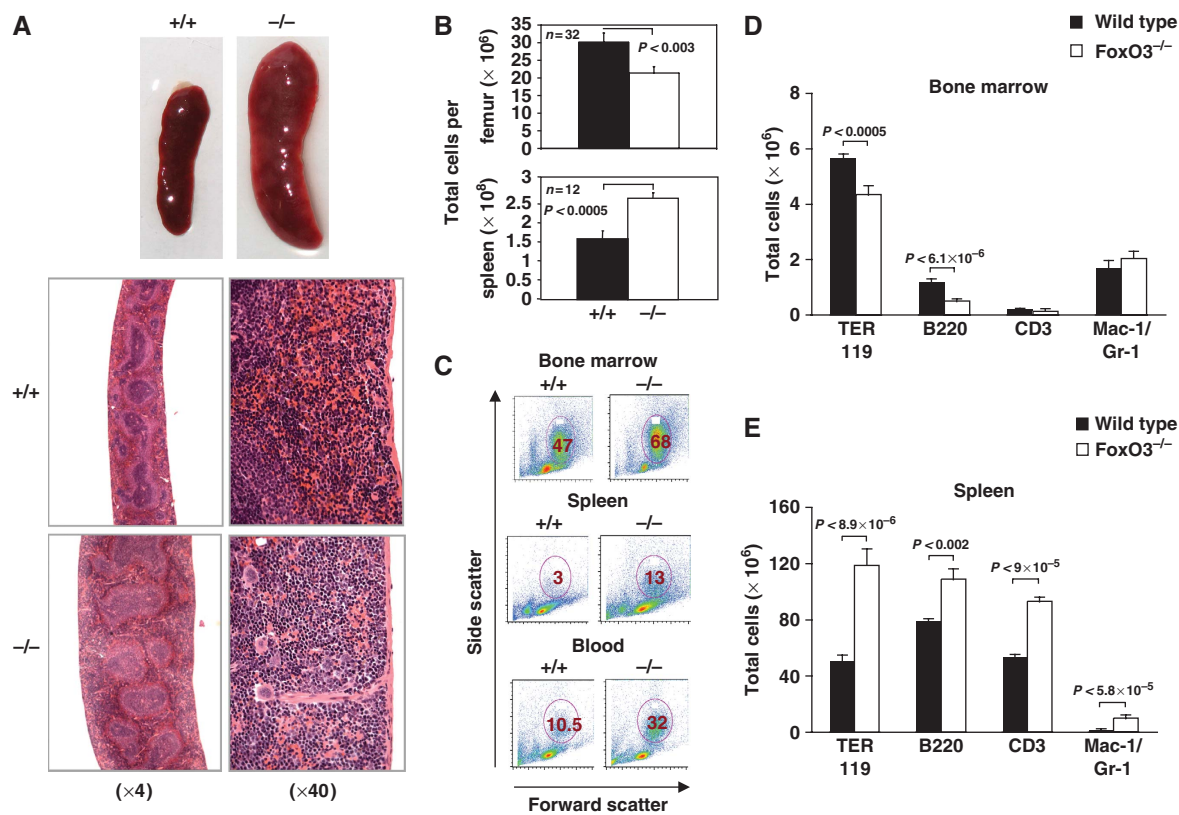 A
+/+
–/–
+/+
–/–
(×4)
(×40)
B
Total cells per
femur (× 10⁶)
35
30
25
20
15
10
5
0
n=32
P<0.003
spleen (× 10⁸)
3
2.5
2
1.5
1
0.5
0
n=12
P<0.0005
+/+
–/–
C
Bone marrow
+/+
–/–
47
68
Spleen
+/+
–/–
3
13
Blood
+/+
–/–
10.5
32
Side scatter
Forward scatter
D
Wild type
FoxO3⁻/⁻
Bone marrow
Total cells (× 10⁶)
8
6
4
2
0
P<0.0005
P<6.1×10⁻⁶
TER
119
B220
CD3
Mac-1/
Gr-1
E
Wild type
FoxO3⁻/⁻
Spleen
Total cells (× 10⁶)
160
120
80
40
0
P<8.9×10⁻⁶
P<0.002
P<9×10⁻⁵
P<5.8×10⁻⁵
TER
119
B220
CD3
Mac-1/
Gr-1